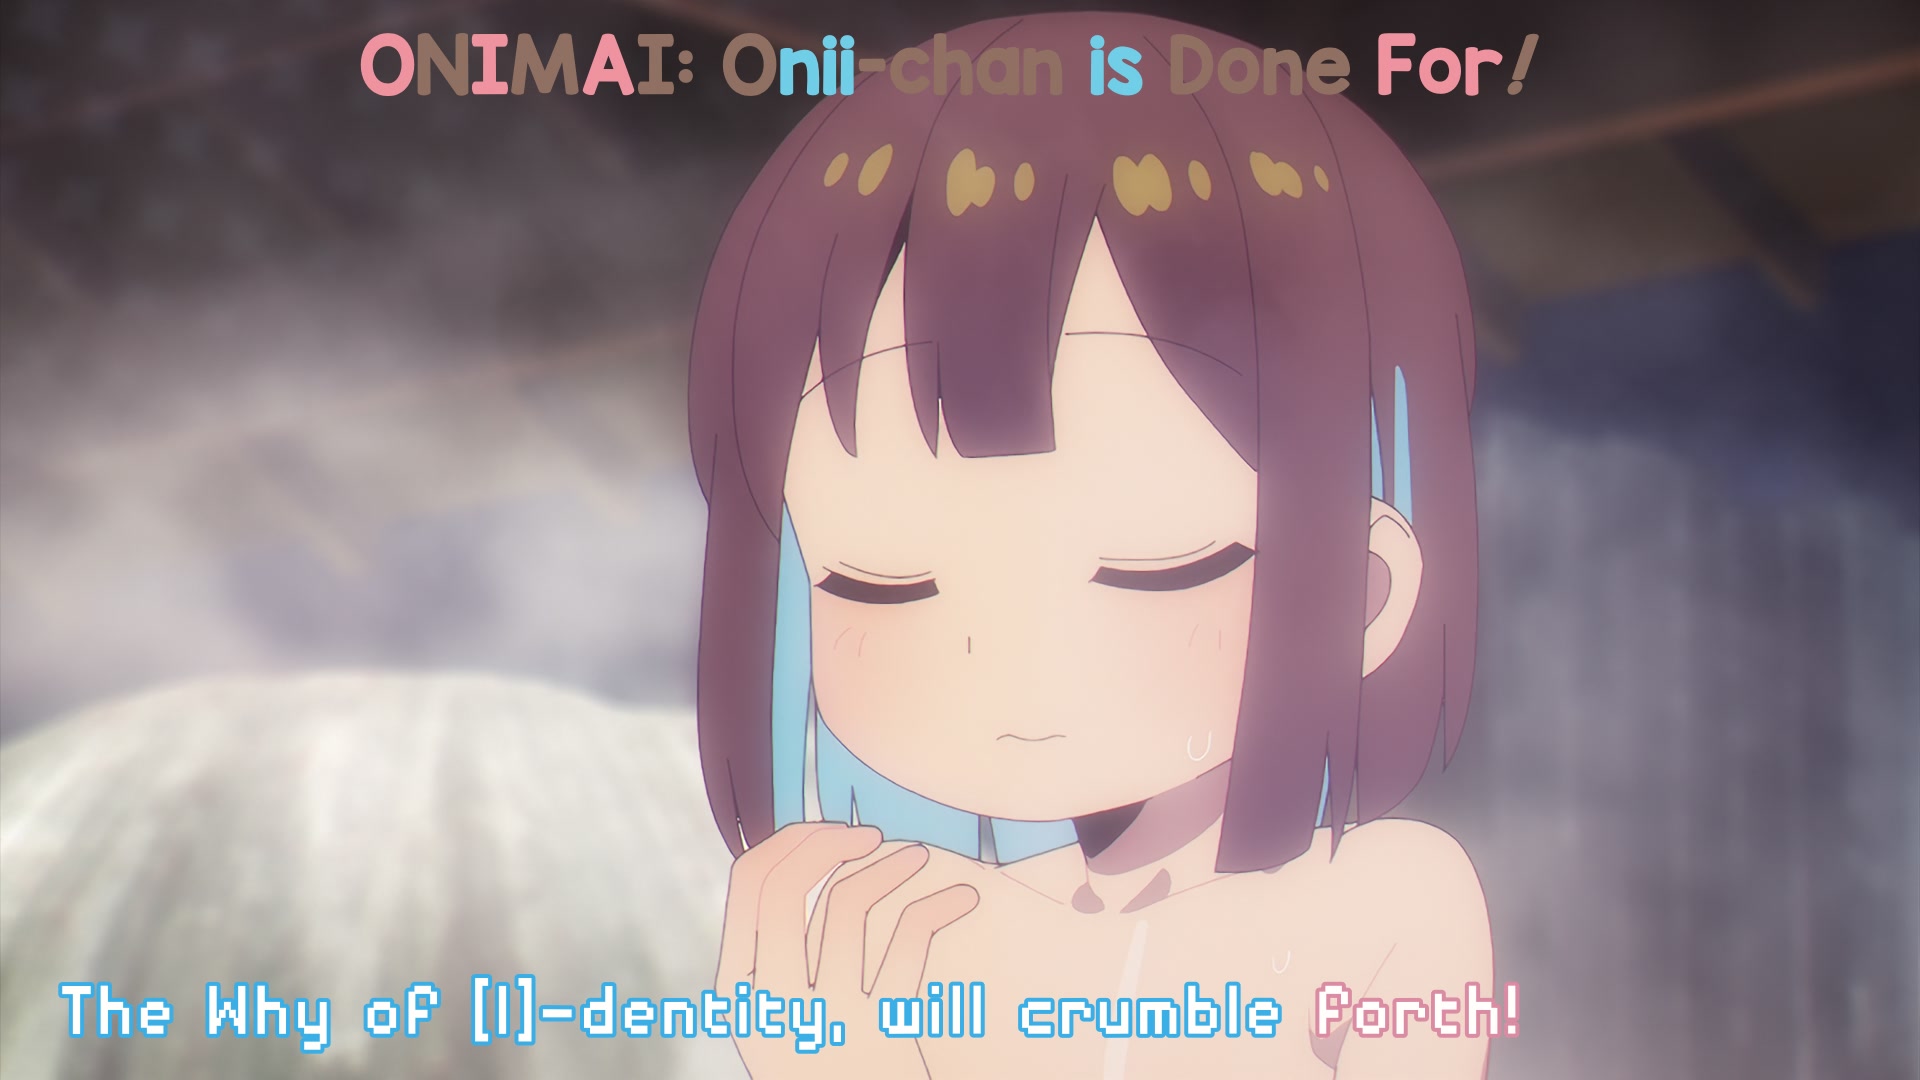 ONIMAI: Onii-chan is Done For!
The Why of [I]-dentity, will crumble forth!